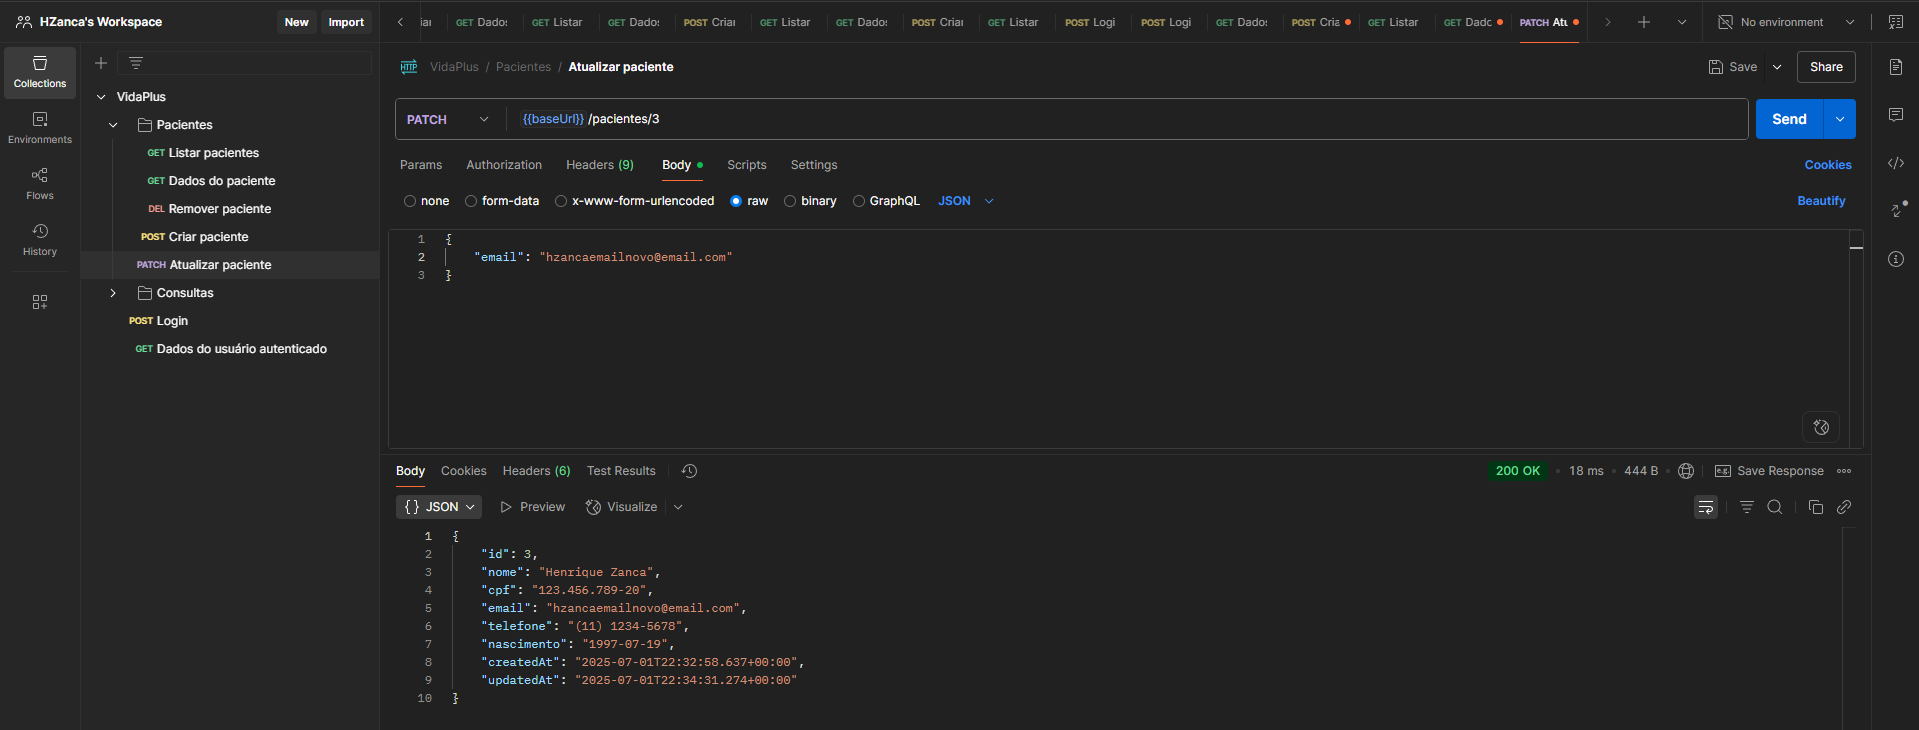 HZanca's Workspace
New
Import
GET Dados
GET Listar
GET Dados
POST Criar
GET Listar
GET Dados
POST Criar
GET Listar
POST Logi
POST Logi
GET Dados
POST Cria
GET Listar
GET Dado
PATCH Atu
No environment
Collections
Environments
Flows
History
VidaPlus
Pacientes
GET Listar pacientes
GET Dados do paciente
DEL Remover paciente
POST Criar paciente
PATCH Atualizar paciente
Consultas
POST Login
GET Dados do usuário autenticado
HTTP VidaPlus / Pacientes / Atualizar paciente
Save
Share
PATCH
{{baseUrl}} /pacientes/3
Send
Params Authorization Headers (9) Body Scripts Settings
Cookies
none form-data x-www-form-urlencoded raw binary GraphQL JSON
Beautify
1 {
2 "email": "hzancaemailnovo@email.com"
3 }
Body Cookies Headers (6) Test Results
200 OK • 18 ms • 444 B
e.g. Save Response
{} JSON Preview Visualize
1 {
2 "id": 3,
3 "nome": "Henrique Zanca",
4 "cpf": "123.456.789-20",
5 "email": "hzancaemailnovo@email.com",
6 "telefone": "(11) 1234-5678",
7 "nascimento": "1997-07-19",
8 "createdAt": "2025-07-01T22:32:58.637+00:00",
9 "updatedAt": "2025-07-01T22:34:31.274+00:00"
10 }